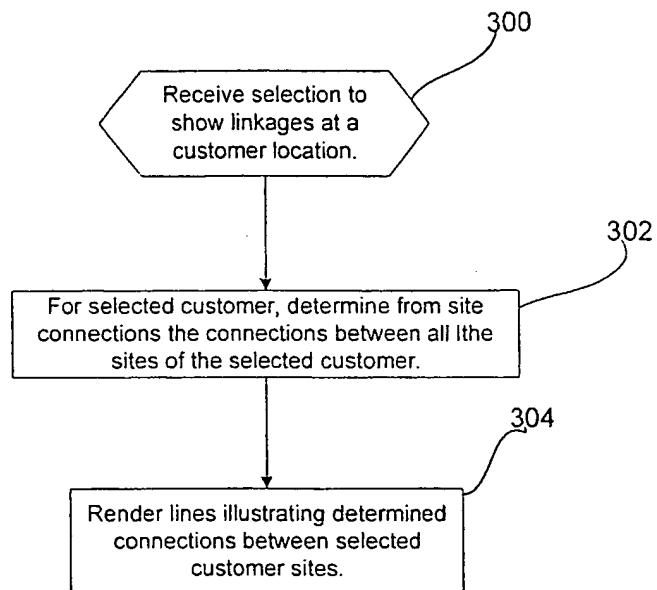 300
Receive selection to
show linkages at a
customer location.
302
For selected customer, determine from site
connections the connections between all lthe
sites of the selected customer.
304
Render lines illustrating determined
connections between selected
customer sites.